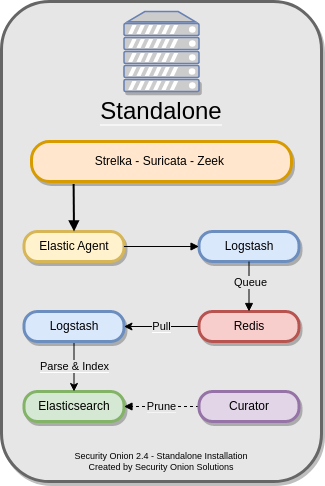 Standalone
Strelka - Suricata - Zeek
Elastic Agent
Logstash
Queue
Logstash
Pull
Redis
Parse & Index
Elasticsearch
Prune
Curator
Security Onion 2.4 - Standalone Installation
Created by Security Onion Solutions